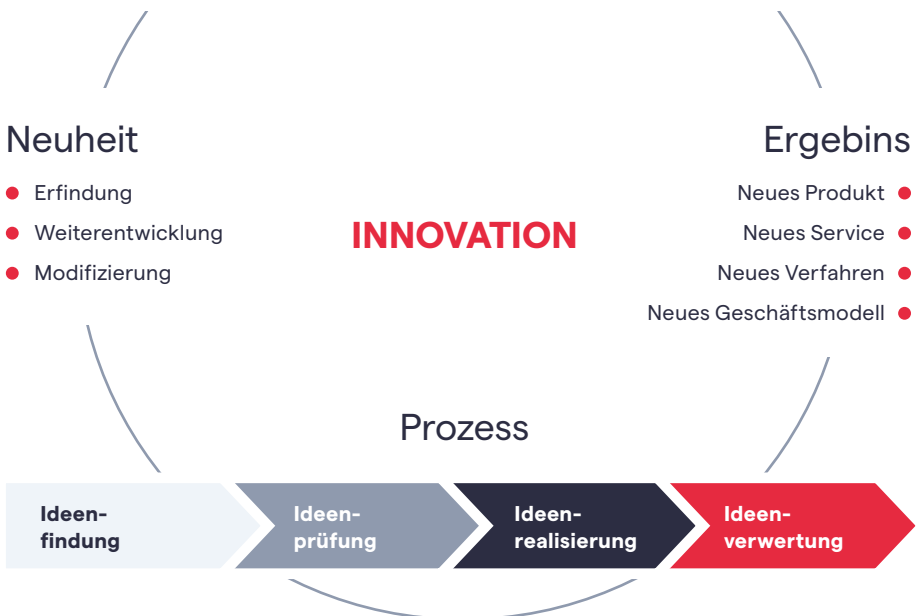 Neuheit
Erfindung
Weiterentwicklung
Modifizierung
INNOVATION
Ergebins
Neues Produkt
Neues Service
Neues Verfahren
Neues Geschäftsmodell
Prozess
Ideen-
findung
Ideen-
prüfung
Ideen-
realisierung
Ideen-
verwertung